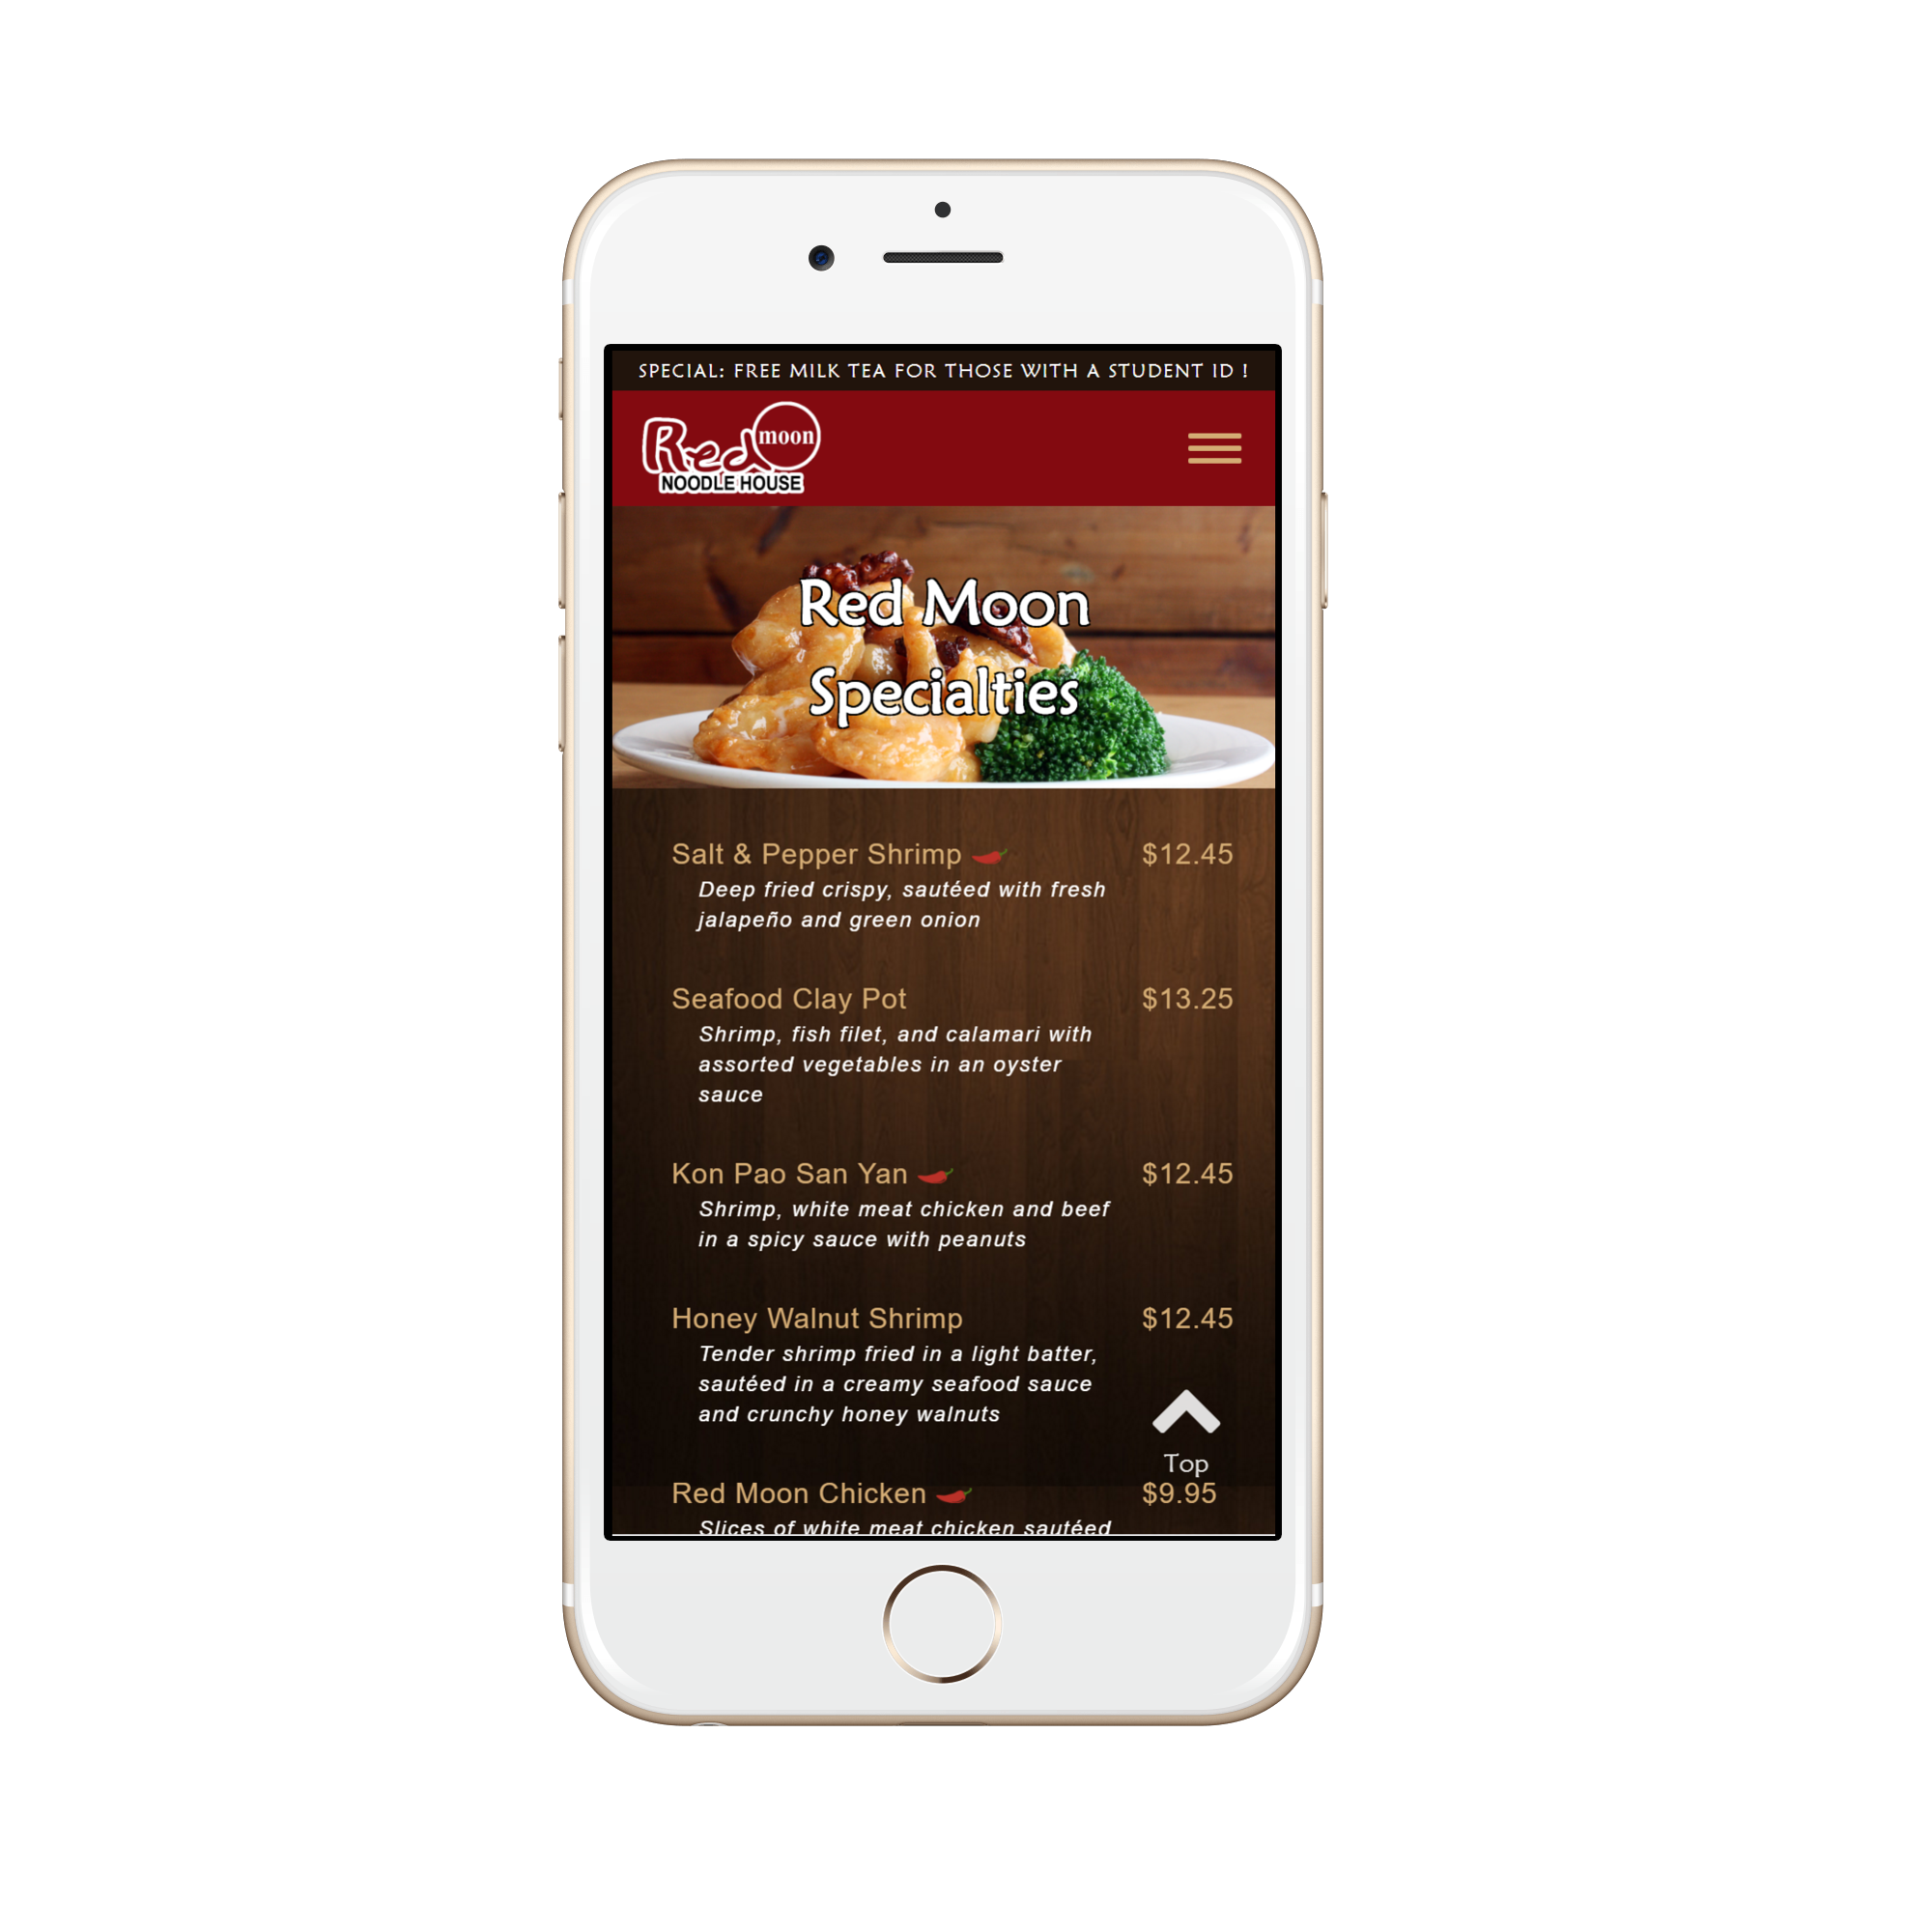 SPECIAL: FREE MILK TEA FOR THOSE WITH A STUDENT ID !
Red moon
NOODLE HOUSE
Red Moon
Specialties
Salt & Pepper Shrimp $12.45
Deep fried crispy, sautéed with fresh
jalapeño and green onion
Seafood Clay Pot $13.25
Shrimp, fish filet, and calamari with
assorted vegetables in an oyster
sauce
Kon Pao San Yan $12.45
Shrimp, white meat chicken and beef
in a spicy sauce with peanuts
Honey Walnut Shrimp $12.45
Tender shrimp fried in a light batter,
sautéed in a creamy seafood sauce
and crunchy honey walnuts
Top
Red Moon Chicken $9.95
Slices of white meat chicken sautéed